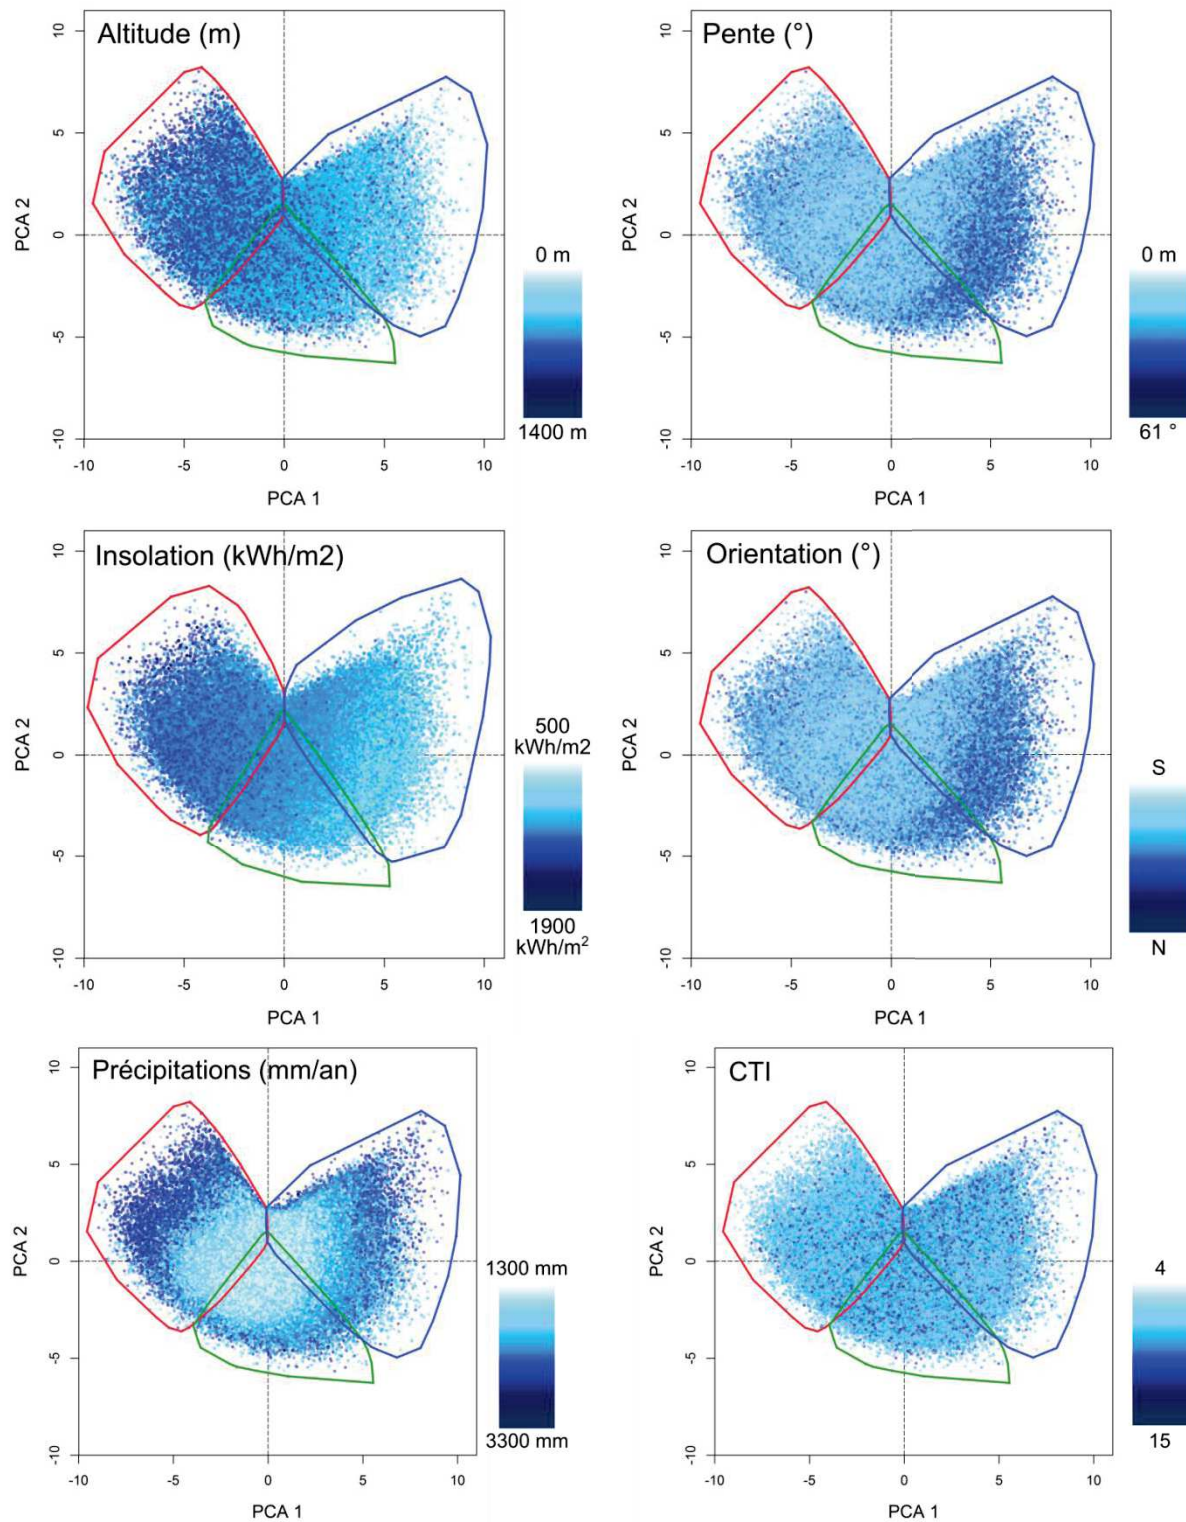 Altitude (m)
10
5
0
-5
-10
PCA 2
-10
-5
0
5
10
PCA 1
0 m
1400 m
Pente (°)
10
5
0
-5
-10
PCA 2
-10
-5
0
5
10
PCA 1
0 m
61 °
Insolation (kWh/m2)
10
5
0
-5
-10
PCA 2
-10
-5
0
5
10
PCA 1
500
kWh/m2
1900
kWh/m²
Orientation (°)
10
5
0
-5
-10
PCA 2
-10
-5
0
5
10
PCA 1
S
N
Précipitations (mm/an)
10
5
0
-5
-10
PCA 2
-10
-5
0
5
10
PCA 1
1300 mm
3300 mm
CTI
10
5
0
-5
-10
PCA 2
-10
-5
0
5
10
PCA 1
4
15